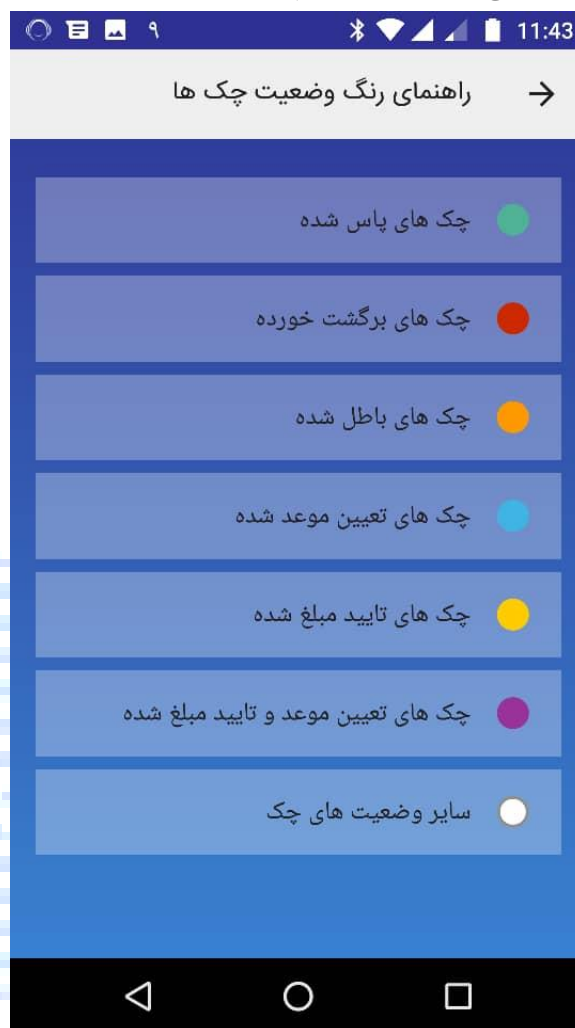 ۹ 11:43
راهنمای رنگ وضعیت چک ها
چک های پاس شده
چک های برگشت خورده
چک های باطل شده
چک های تعیین موعد شده
چک های تایید مبلغ شده
چک های تعیین موعد و تایید مبلغ شده
سایر وضعیت های چک